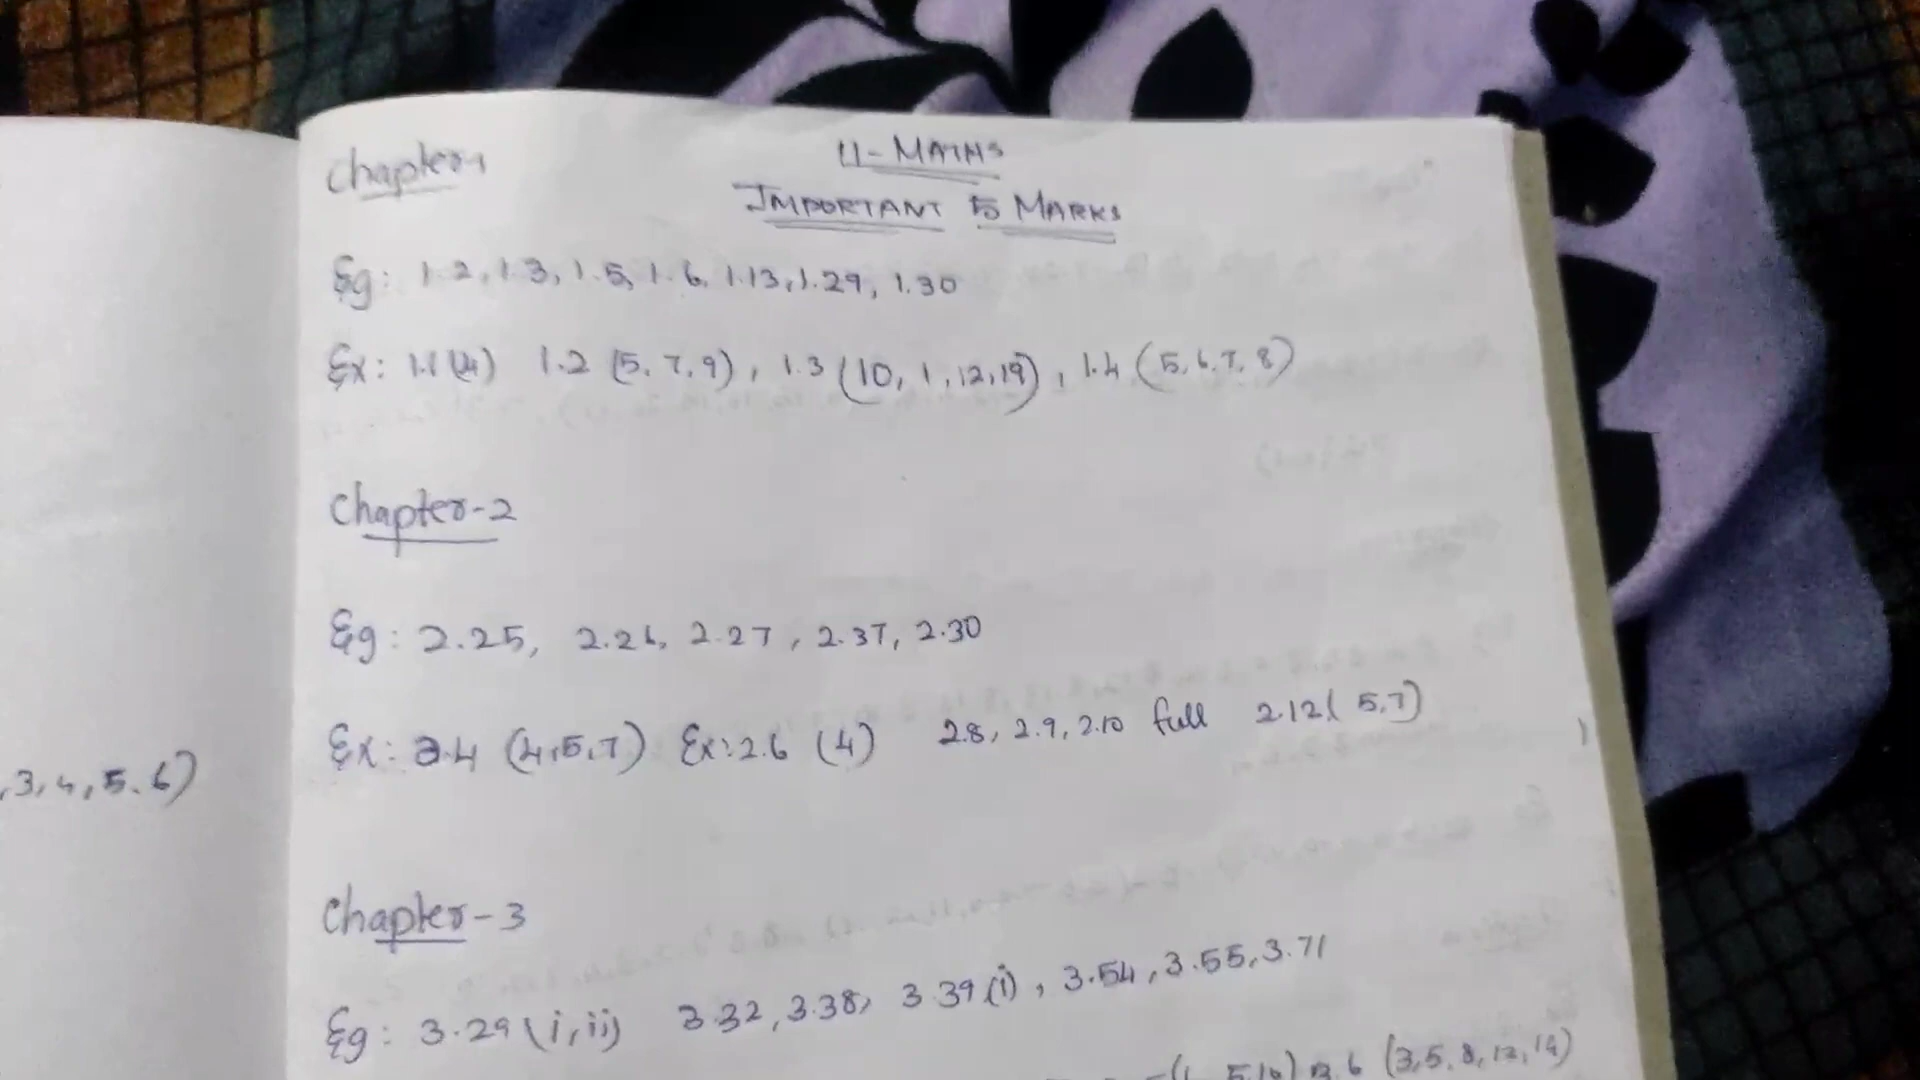 11-MATHS
Chapter-1
IMPORTANT 5 MARKS
Eg: 1.2, 1.3, 1.5, 1.6, 1.13, 1.29, 1.30
Ex: 1.1 (4) 1.2 (5, 7, 9), 1.3 (10, 1, 12, 19), 1.4 (5, 6, 7, 8)
Chapter-2
Eg: 2.25, 2.26, 2.27, 2.37, 2.30
Ex: 2.4 (4, 5, 7) Ex: 2.6 (4) 2.8, 2.9, 2.10 full 2.12 ( 5, 7)
,3, 4, 5, 6)
Chapter-3
Eg: 3.29 (i, ii) 3.32, 3.38, 3.39 (i), 3.54, 3.55, 3.71
5,10) 3.6 (3, 5, 8, 12, 14)